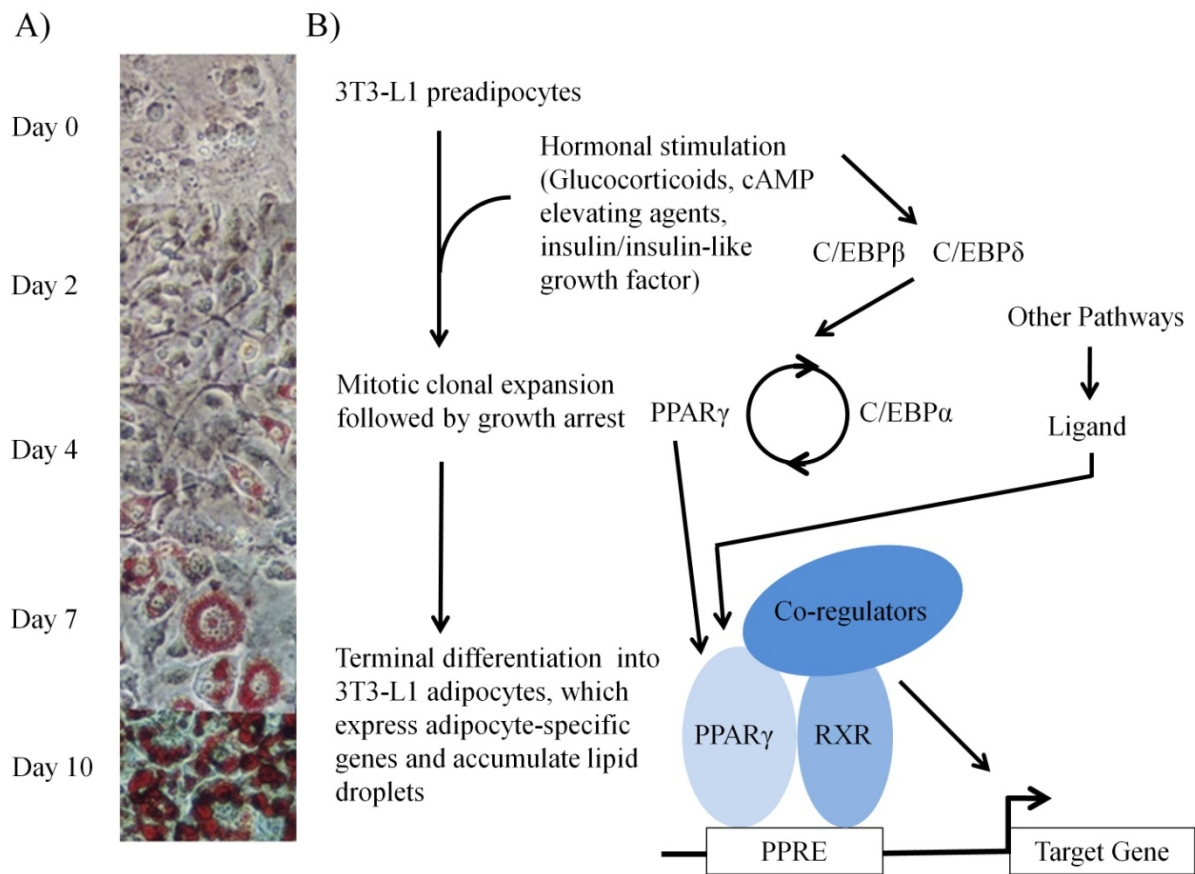 A)
Day 0
Day 2
Day 4
Day 7
Day 10
B)
3T3-L1 preadipocytes
Hormonal stimulation
(Glucocorticoids, cAMP
elevating agents,
insulin/insulin-like
growth factor)
C/EBPβ C/EBPδ
Other Pathways
Mitotic clonal expansion
followed by growth arrest
PPARγ
C/EBPα
Ligand
Co-regulators
Terminal differentiation into
3T3-L1 adipocytes, which
express adipocyte-specific
genes and accumulate lipid
droplets
PPARγ
RXR
PPRE
Target Gene